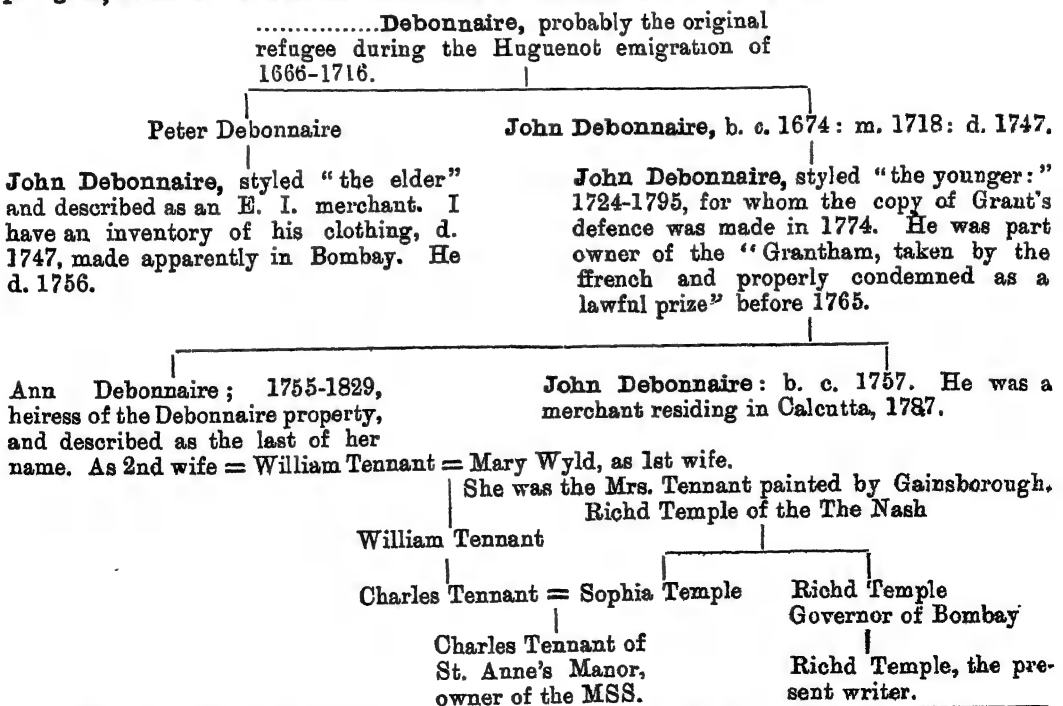 ................Debonnaire, probably the original
refugee during the Huguenot emigration of
1666-1716.
Peter Debonnaire
John Debonnaire, b. c. 1674: m. 1718: d. 1747.
John Debonnaire, styled "the elder"
and described as an E. I. merchant. I
have an inventory of his clothing, d.
1747, made apparently in Bombay. He
d. 1756.
John Debonnaire, styled "the younger:"
1724-1795, for whom the copy of Grant's
defence was made in 1774. He was part
owner of the "Grantham, taken by the
ffrench and properly condemned as a
lawful prize" before 1765.
Ann Debonnaire; 1755-1829,
heiress of the Debonnaire property,
and described as the last of her
name. As 2nd wife = William Tennant = Mary Wyld, as 1st wife.
John Debonnaire: b. c. 1757. He was a
merchant residing in Calcutta, 1787.
She was the Mrs. Tennant painted by Gainsborough.
Richd Temple of the The Nash
William Tennant
Charles Tennant = Sophia Temple
Richd Temple
Governor of Bombay
Charles Tennant of
St. Anne's Manor,
owner of the MSS.
Richd Temple, the pre-
sent writer.